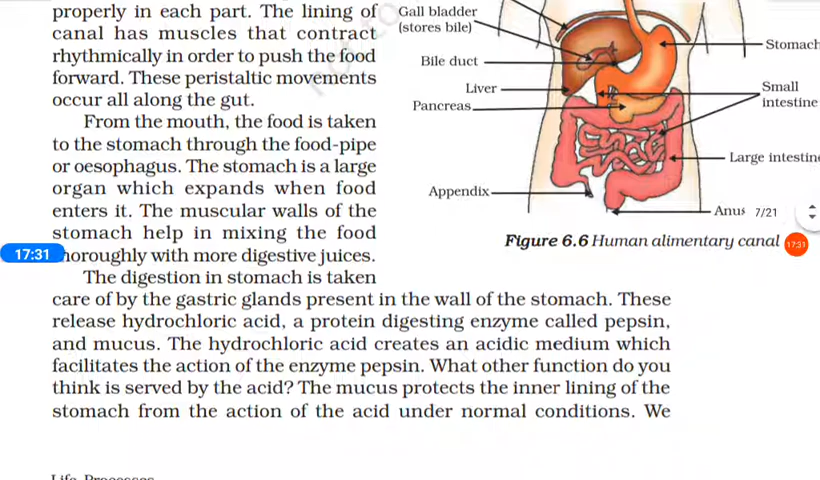 properly in each part. The lining of
canal has muscles that contract
rhythmically in order to push the food
forward. These peristaltic movements
occur all along the gut.
From the mouth, the food is taken
to the stomach through the food-pipe
or oesophagus. The stomach is a large
organ which expands when food
enters it. The muscular walls of the
stomach help in mixing the food
17:31
horoughly with more digestive juices.
The digestion in stomach is taken
care of by the gastric glands present in the wall of the stomach. These
release hydrochloric acid, a protein digesting enzyme called pepsin,
and mucus. The hydrochloric acid creates an acidic medium which
facilitates the action of the enzyme pepsin. What other function do you
think is served by the acid? The mucus protects the inner lining of the
stomach from the action of the acid under normal conditions. We
Gall bladder
(stores bile)
Bile duct
Liver
Pancreas
Appendix
Stomach
Small
intestine
Large intestine
Anus
7/21
Figure 6.6 Human alimentary canal
17:31
Life Processes